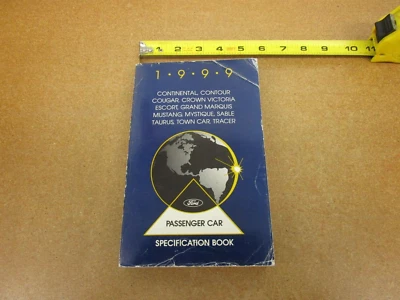 1 2 3 4 5 6 7 8 9 10 11
1•9•9•9
CONTINENTAL, CONTOUR
COUGAR, CROWN VICTORIA
ESCORT, GRAND MARQUIS
MUSTANG, MYSTIQUE, SABLE
TAURUS, TOWN CAR, TRACER
Ford
PASSENGER CAR
SPECIFICATION BOOK